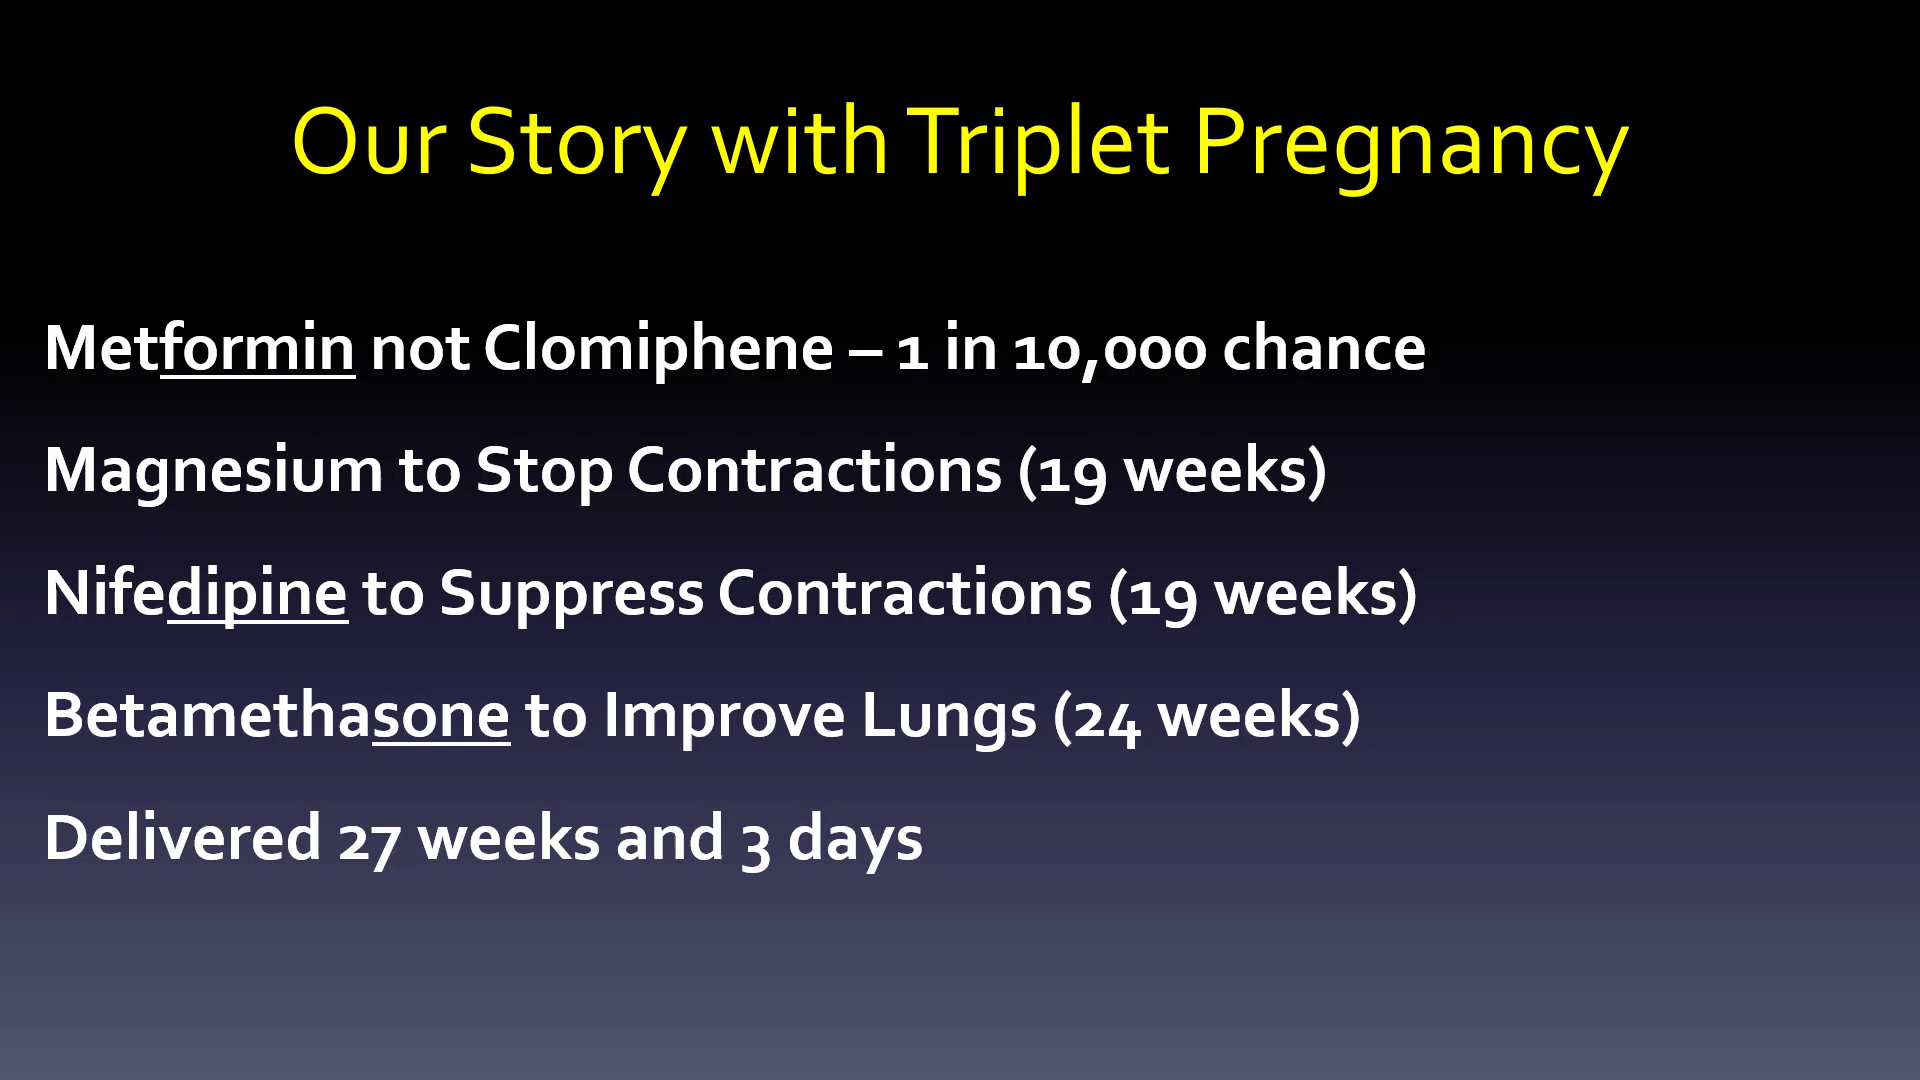 Our Story with Triplet Pregnancy
Metformin not Clomiphene – 1 in 10,000 chance
Magnesium to Stop Contractions (19 weeks)
Nifedipine to Suppress Contractions (19 weeks)
Betamethasone to Improve Lungs (24 weeks)
Delivered 27 weeks and 3 days